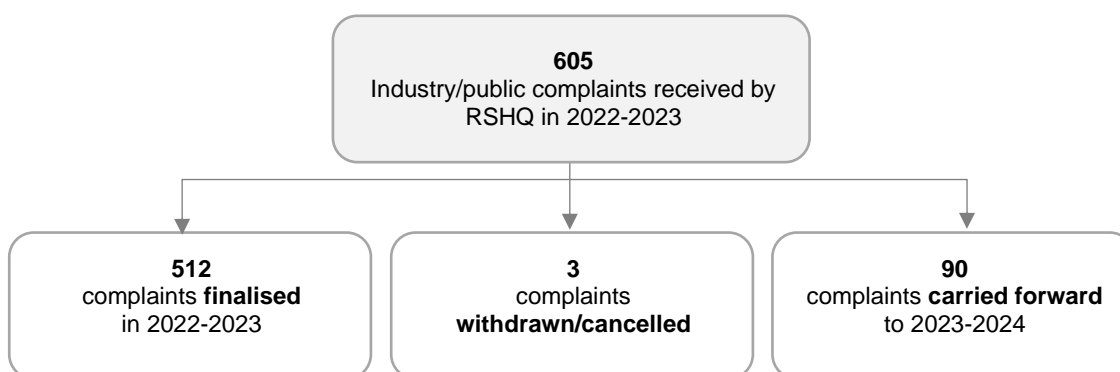 605
Industry/public complaints received by
RSHQ in 2022-2023
512
complaints finalised
in 2022-2023
3
complaints
withdrawn/cancelled
90
complaints carried forward
to 2023-2024